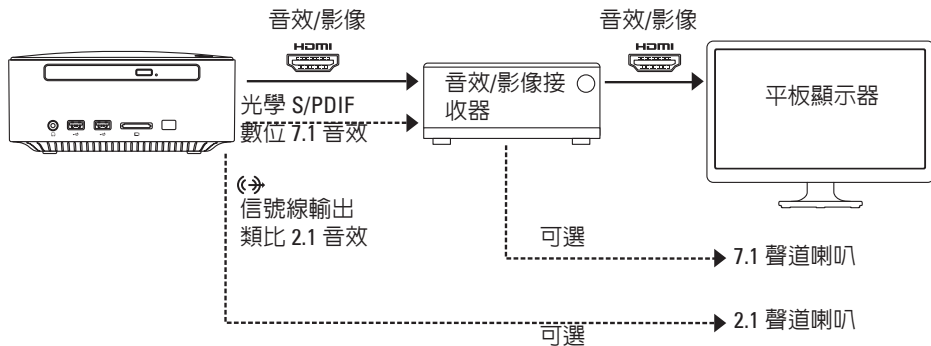 音效/影像
HDMI
音效/影像
HDMI
光學 S/PDIF
數位 7.1 音效
音效/影像接
收器
平板顯示器
信號線輸出
類比 2.1 音效
可選
7.1 聲道喇叭
2.1 聲道喇叭
可選